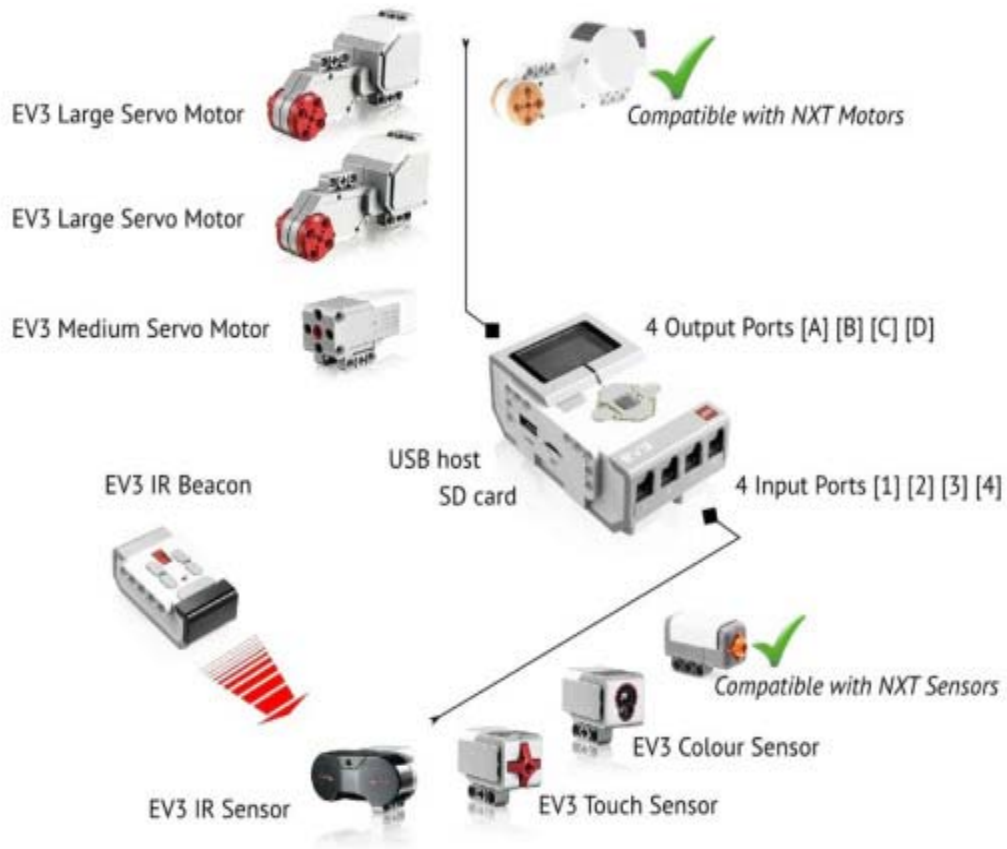 EV3 Large Servo Motor
Compatible with NXT Motors
EV3 Large Servo Motor
EV3 Medium Servo Motor
4 Output Ports [A] [B] [C] [D]
USB host
SD card
EV3 IR Beacon
4 Input Ports [1] [2] [3] [4]
EV3
Compatible with NXT Sensors
EV3 Colour Sensor
EV3 IR Sensor
EV3 Touch Sensor